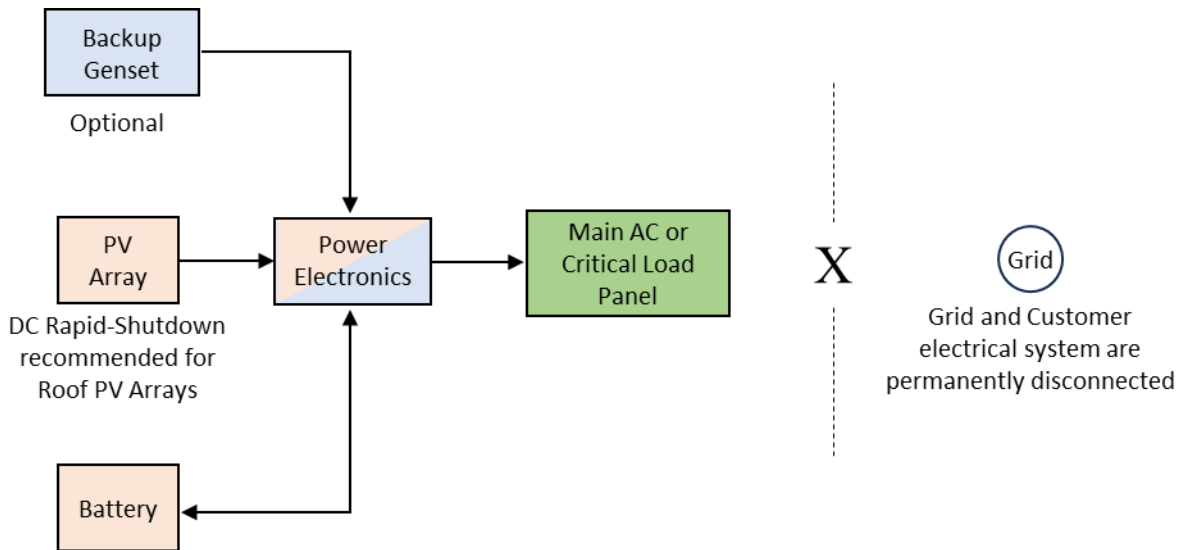 Backup
Genset
Optional
PV
Array
DC Rapid-Shutdown
recommended for
Roof PV Arrays
Battery
Power
Electronics
Main AC or
Critical Load
Panel
X
Grid
Grid and Customer
electrical system are
permanently disconnected